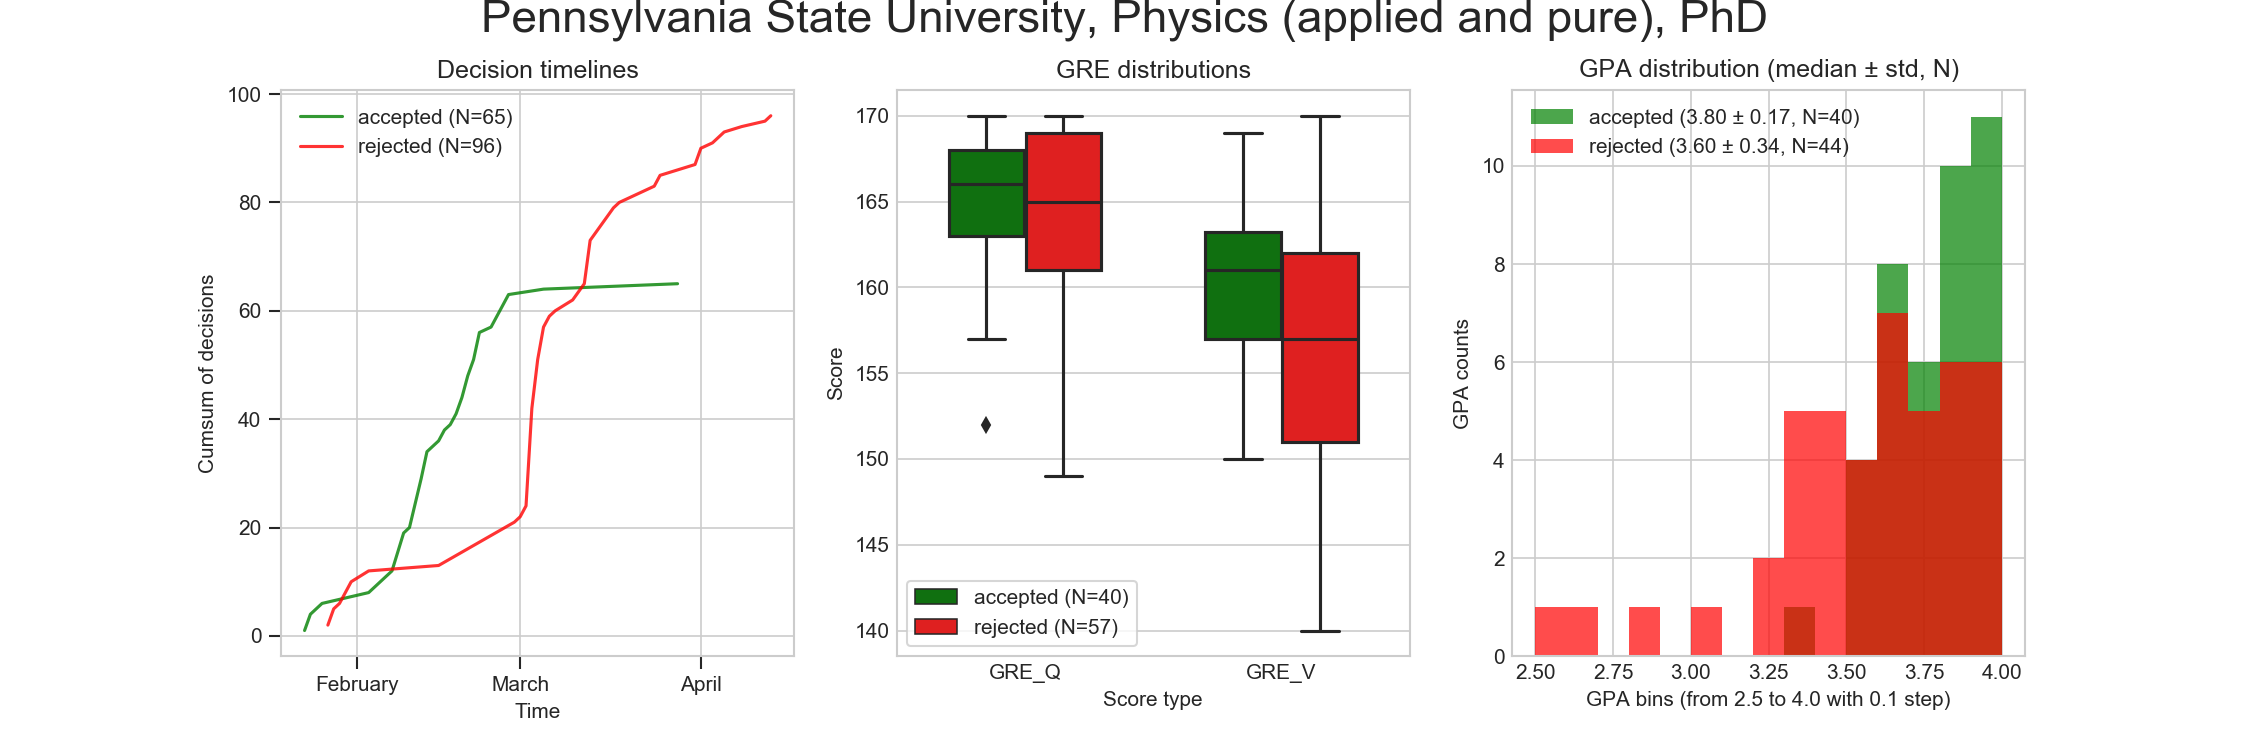 Pennsylvania State University, Physics (applied and pure), PhD
Decision timelines
100
80
60
40
20
0
Cumsum of decisions
accepted (N=65)
rejected (N=96)
February
March
April
Time
GRE distributions
170
165
160
155
150
145
140
Score
accepted (N=40)
rejected (N=57)
GRE_Q
GRE_V
Score type
GPA distribution (median ± std, N)
accepted (3.80 ± 0.17, N=40)
rejected (3.60 ± 0.34, N=44)
10
8
6
4
2
0
GPA counts
2.50
2.75
3.00
3.25
3.50
3.75
4.00
GPA bins (from 2.5 to 4.0 with 0.1 step)